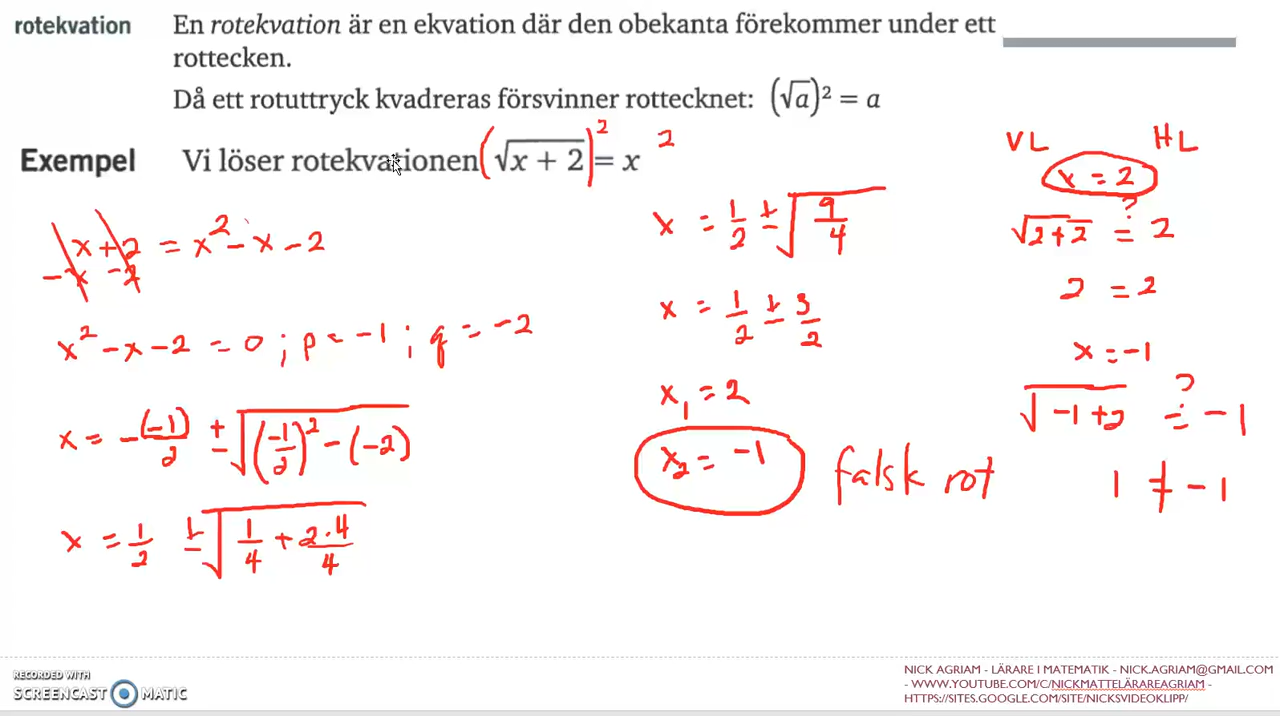 rotekvation
En rotekvation är en ekvation där den obekanta förekommer under ett
rottecken.
Då ett rotuttryck kvadreras försvinner rottecknet: (√a)² = a
Exempel
Vi löser rotekvationen (√x + 2)² = x ²
x+2 = x² - x - 2
-x -2
x² - x - 2 = 0 ; p = -1 ; q = -2
x = -(-1)/2 ± √((-1/2)² - (-2))
x = 1/2 ± √(1/4 + 2·4/4)
x = 1/2 ± √(9/4)
x = 1/2 ± 3/2
x₁ = 2
x₂ = -1 falsk rot
VL HL
x = 2
√2+2 ≟ 2
2 = 2
x = -1
√-1+2 ≟ -1
1 ≠ -1
RECORDED WITH
SCREENCAST MATIC
NICK AGRIAM - LÄRARE I MATEMATIK - NICK.AGRIAM@GMAIL.COM
- WWW.YOUTUBE.COM/C/NICKMATTELÄRAREAGRIAM -
HTTPS://SITES.GOOGLE.COM/SITE/NICKSVIDEOKLIPP/